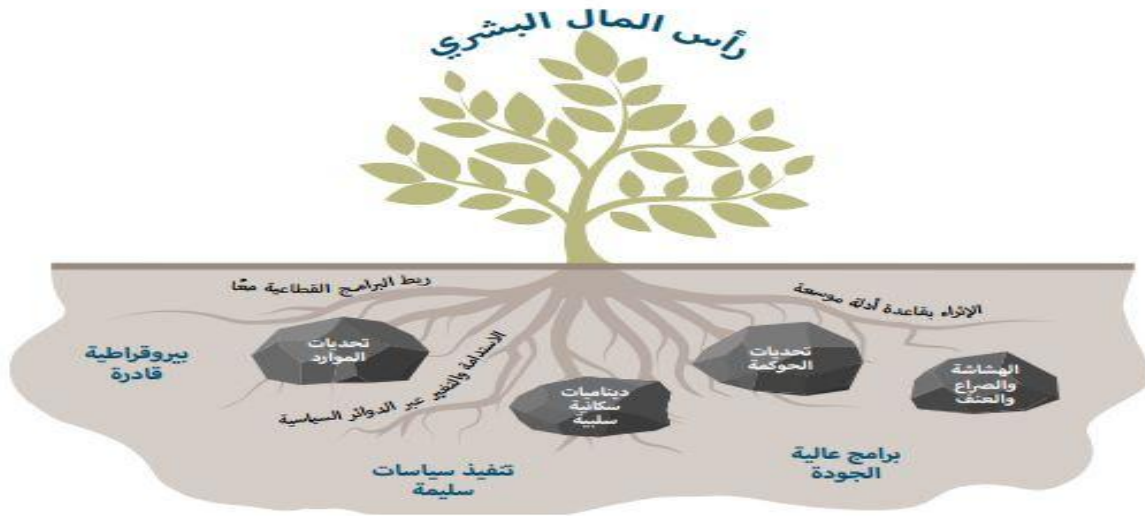 رأس المال البشري
ربط البرامج القطاعية معًا
الإثراء بقاعدة أدلة موسعة
بيروقراطية
قادرة
تحديات
الموارد
الاستدامة والتغير عبر الدوائر السياسية
ديناميات
سكانية
سلبية
تحديات
الحوكمة
الهشاشة
والصراع
والعنف
تنفيذ سياسات
سليمة
برامج عالية
الجودة